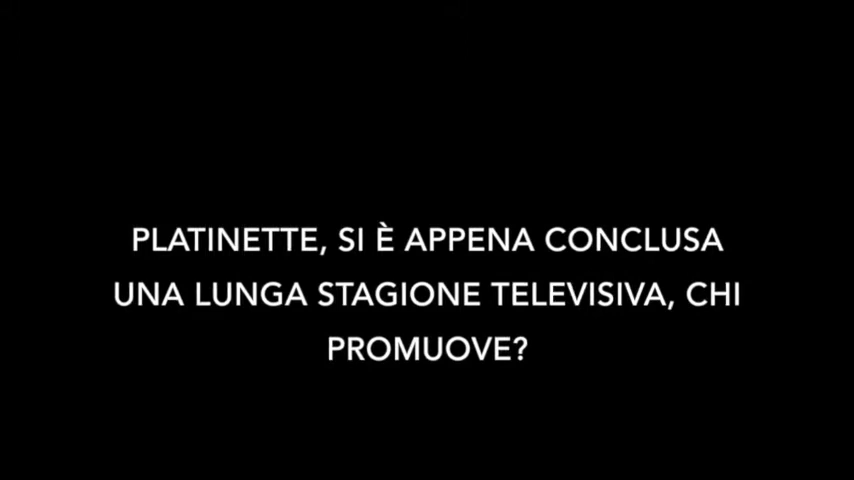 PLATINETTE, SI È APPENA CONCLUSA
UNA LUNGA STAGIONE TELEVISIVA, CHI
PROMUOVE?